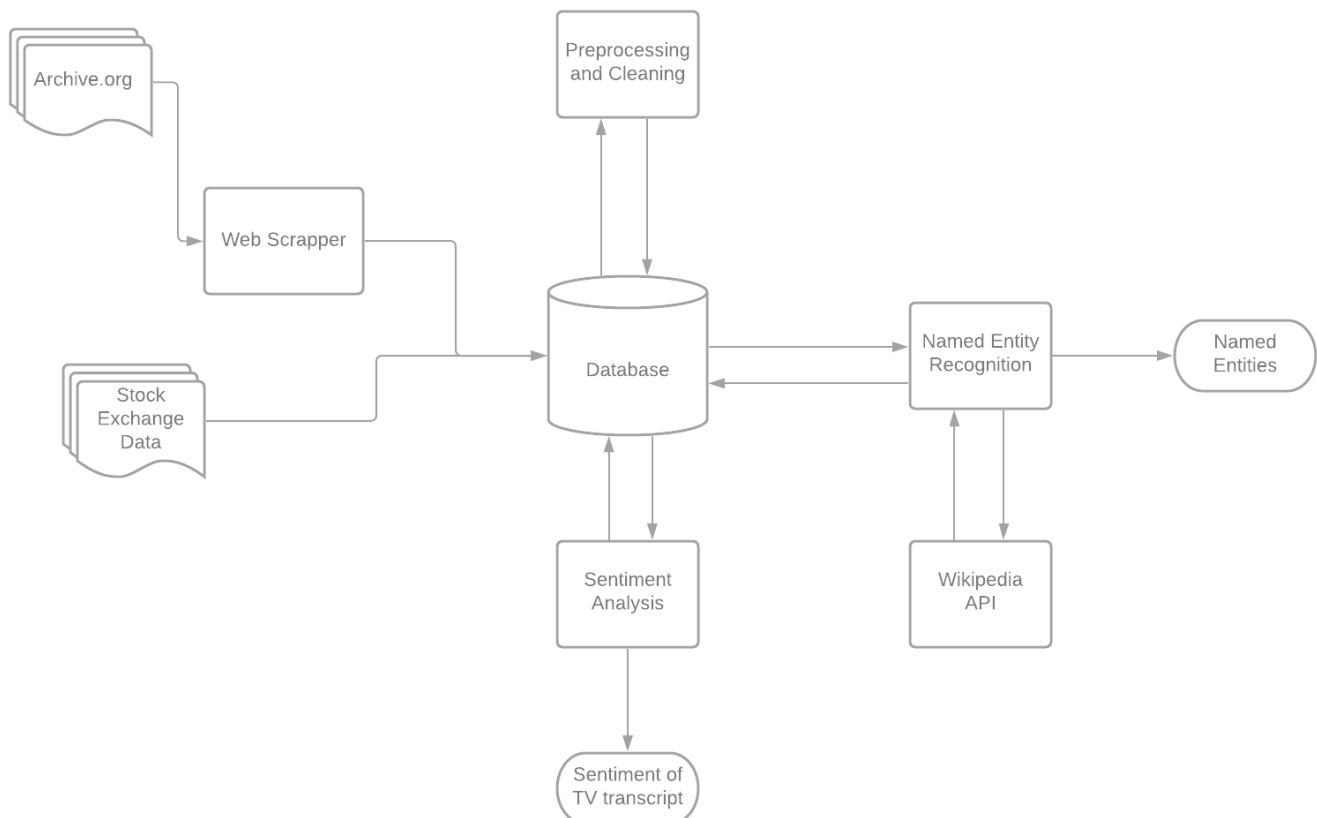 Archive.org
Preprocessing
and Cleaning
Web Scrapper
Stock
Exchange
Data
Database
Named Entity
Recognition
Named
Entities
Sentiment
Analysis
Wikipedia
API
Sentiment of
TV transcript